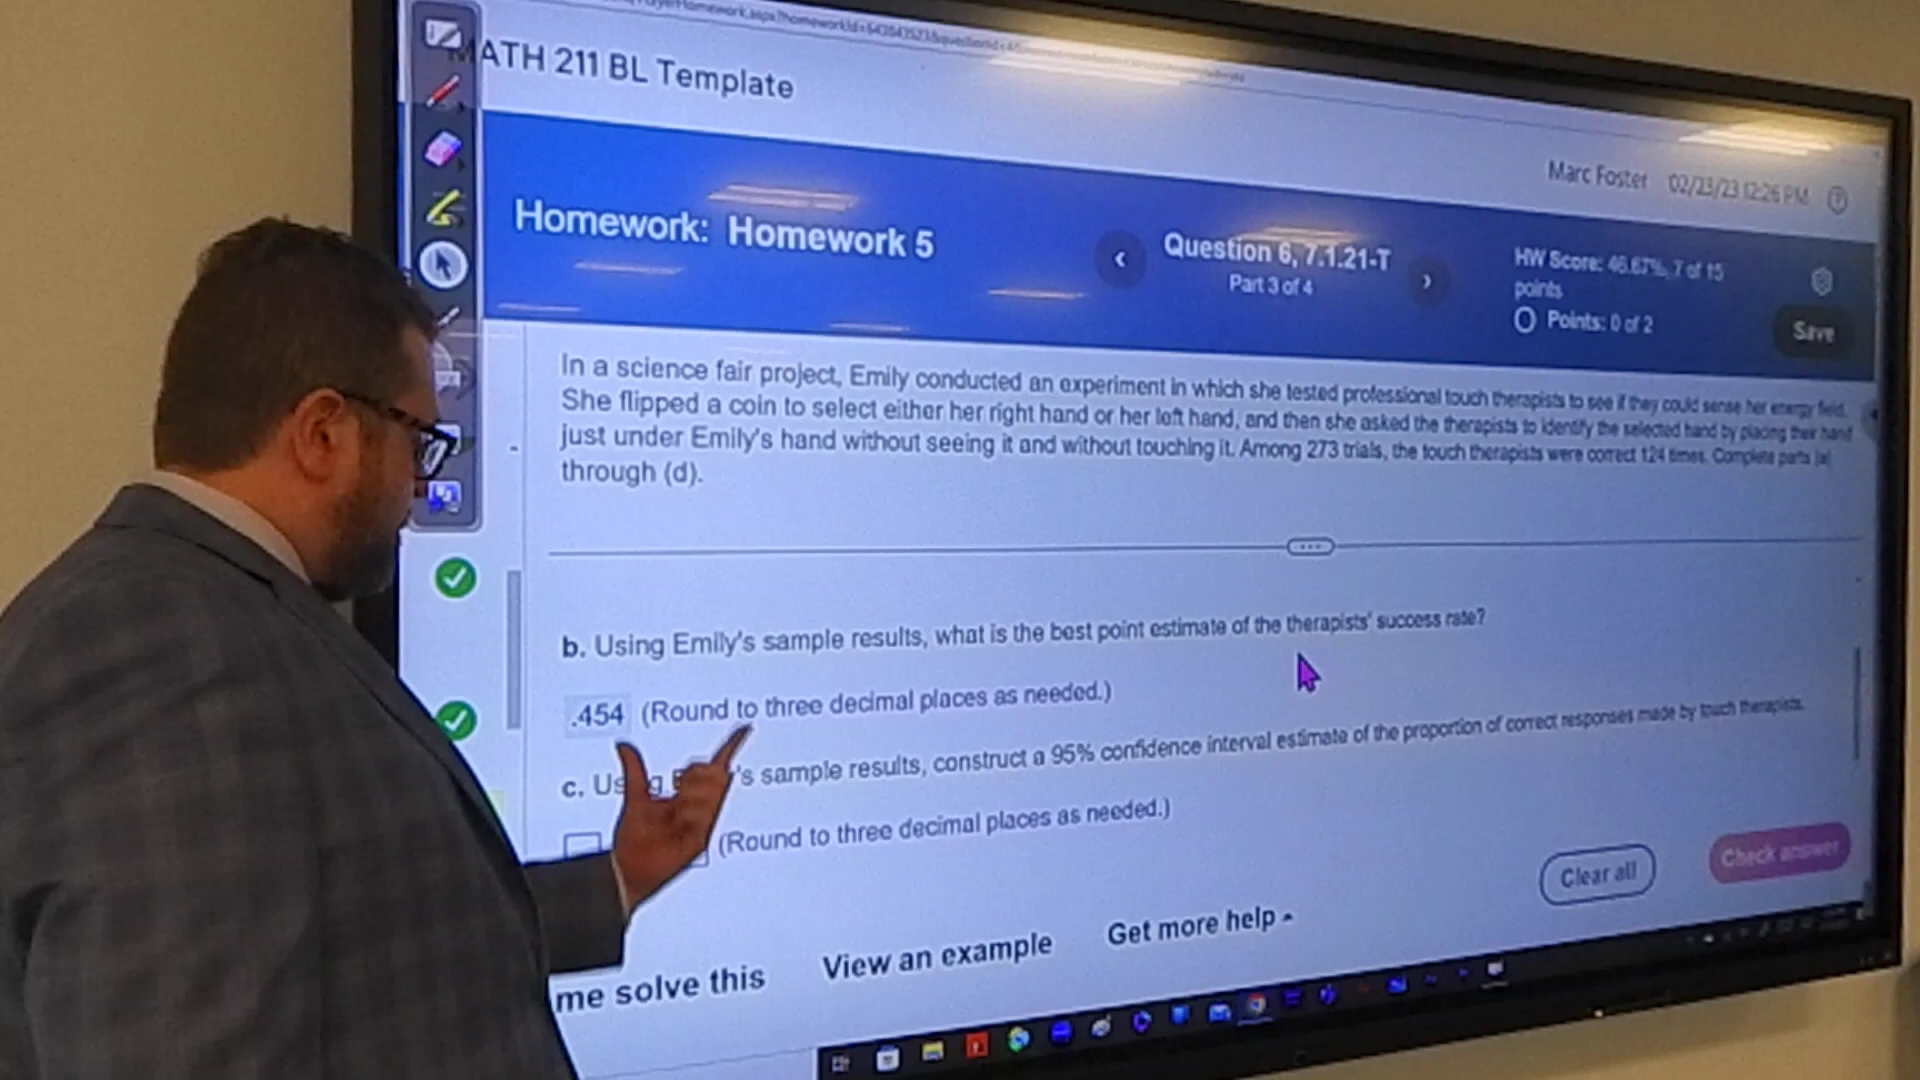 ATH 211 BL Template
Marc Foster 02/23/23 12:26 PM
Homework: Homework 5
Question 6, 7.1.21-T
Part 3 of 4
HW Score: 46.67%, 7 of 15
points
Points: 0 of 2
Save
In a science fair project, Emily conducted an experiment in which she tested professional touch therapists to see if they could sense her energy field.
She flipped a coin to select either her right hand or her left hand, and then she asked the therapists to identify the selected hand by placing their hand
just under Emily's hand without seeing it and without touching it. Among 273 trials, the touch therapists were correct 124 times. Complete parts (a)
through (d).
b. Using Emily's sample results, what is the best point estimate of the therapists' success rate?
.454 (Round to three decimal places as needed.)
c. Us g E 's sample results, construct a 95% confidence interval estimate of the proportion of correct responses made by touch therapists.
(Round to three decimal places as needed.)
Clear all
Check answer
me solve this
View an example
Get more help